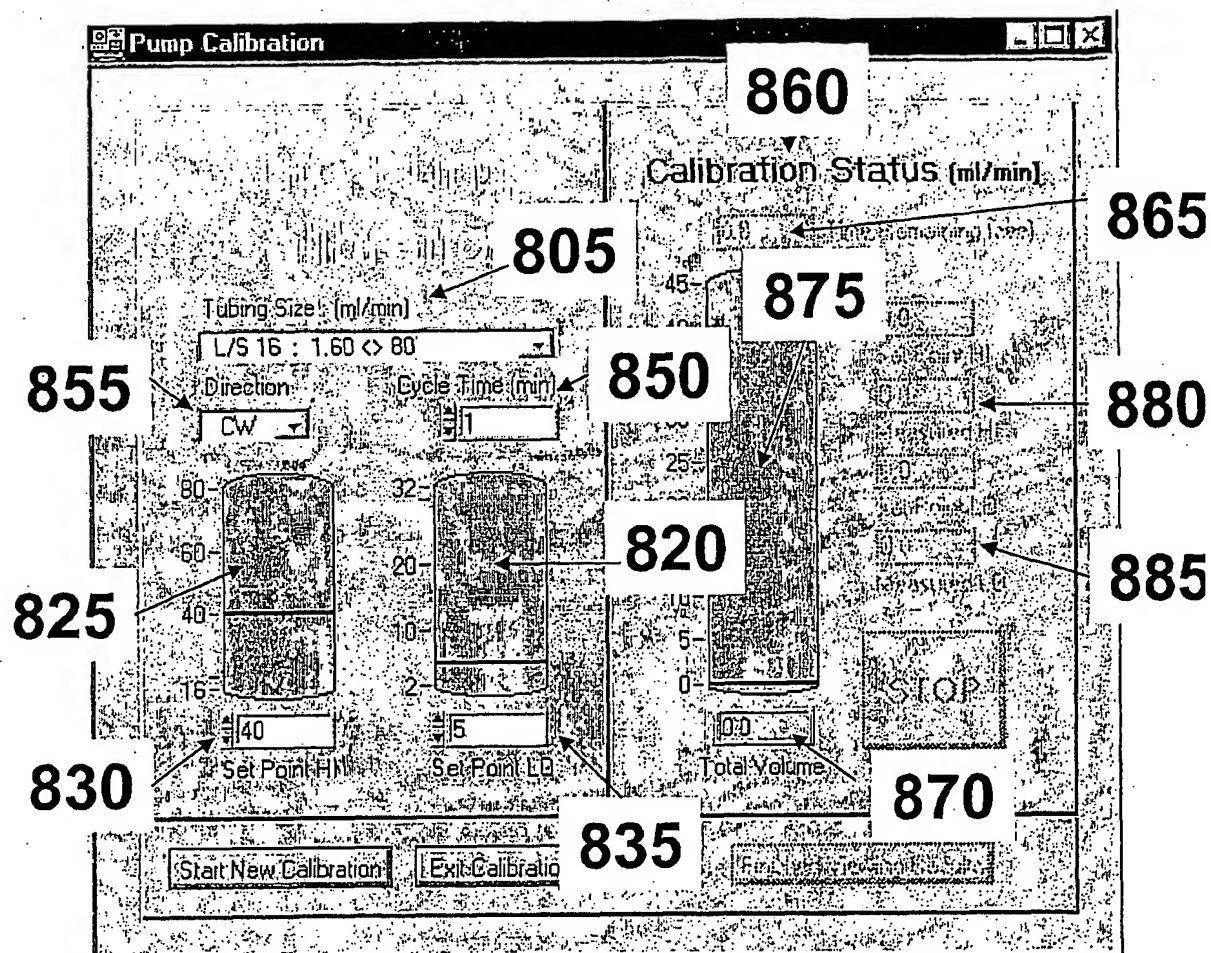 Pump Calibration
860
Calibration Status (ml/min)
865
805
875
45
Tubing Size : (ml/min)
L/S 16 : 1.60 <> 80
855
Direction
Cycle Time (min)
850
CW
1
880
25
80
32
820
60
20
825
40
10
885
5
16
2
0
STOP
830
40
5
0.0
Set Point HI
Set Point LO
Total Volume
870
835
Start New Calibration
Exit Calibratio